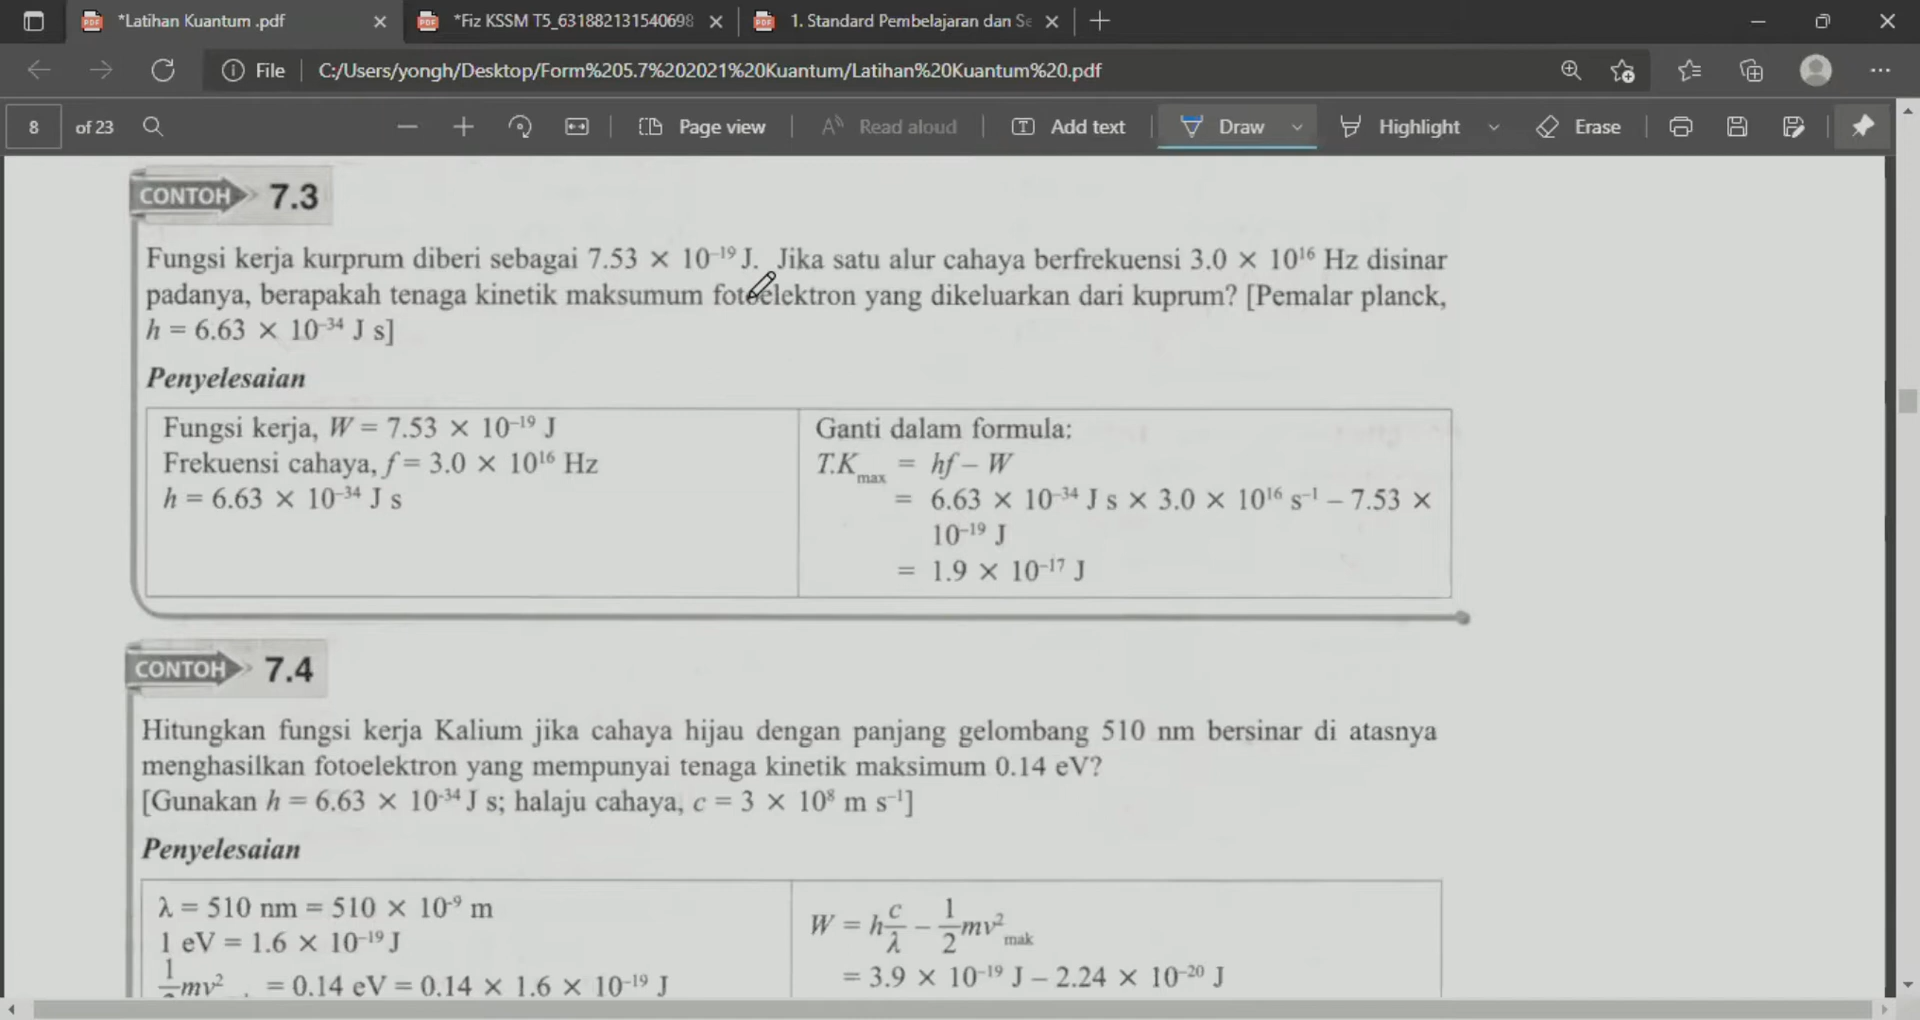 *Latihan Kuantum .pdf
*Fiz KSSM T5_631882131540698
1. Standard Pembelajaran dan Se
File
C:/Users/yongh/Desktop/Form%205.7%202021%20Kuantum/Latihan%20Kuantum%20.pdf
8 of 23
Page view
Read aloud
Add text
Draw
Highlight
Erase
CONTOH 7.3
Fungsi kerja kurprum diberi sebagai 7.53 × 10⁻¹⁹ J. Jika satu alur cahaya berfrekuensi 3.0 × 10¹⁶ Hz disinar
padanya, berapakah tenaga kinetik maksumum fotoelektron yang dikeluarkan dari kuprum? [Pemalar planck,
h = 6.63 × 10⁻³⁴ J s]
Penyelesaian
Fungsi kerja, W = 7.53 × 10⁻¹⁹ J
Frekuensi cahaya, f = 3.0 × 10¹⁶ Hz
h = 6.63 × 10⁻³⁴ J s
Ganti dalam formula:
T.K_max = hf – W
= 6.63 × 10⁻³⁴ J s × 3.0 × 10¹⁶ s⁻¹ – 7.53 ×
10⁻¹⁹ J
= 1.9 × 10⁻¹⁷ J
CONTOH 7.4
Hitungkan fungsi kerja Kalium jika cahaya hijau dengan panjang gelombang 510 nm bersinar di atasnya
menghasilkan fotoelektron yang mempunyai tenaga kinetik maksimum 0.14 eV?
[Gunakan h = 6.63 × 10⁻³⁴ J s; halaju cahaya, c = 3 × 10⁸ m s⁻¹]
Penyelesaian
λ = 510 nm = 510 × 10⁻⁹ m
1 eV = 1.6 × 10⁻¹⁹ J
mv² = 0.14 eV = 0.14 × 1.6 × 10⁻¹⁹ J
W = h c/λ – 1/2 mv²_mak
= 3.9 × 10⁻¹⁹ J – 2.24 × 10⁻²⁰ J